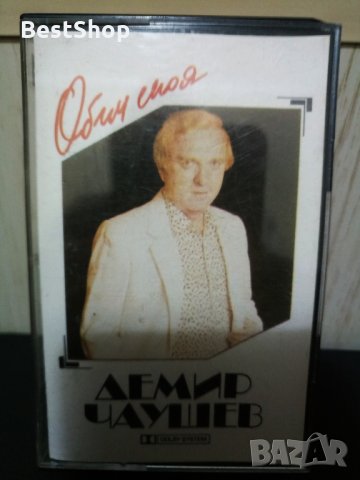 BestShop
Обич моя
ДЕМИР
ЧАУШЕВ
DOLBY SYSTEM
BAZAR